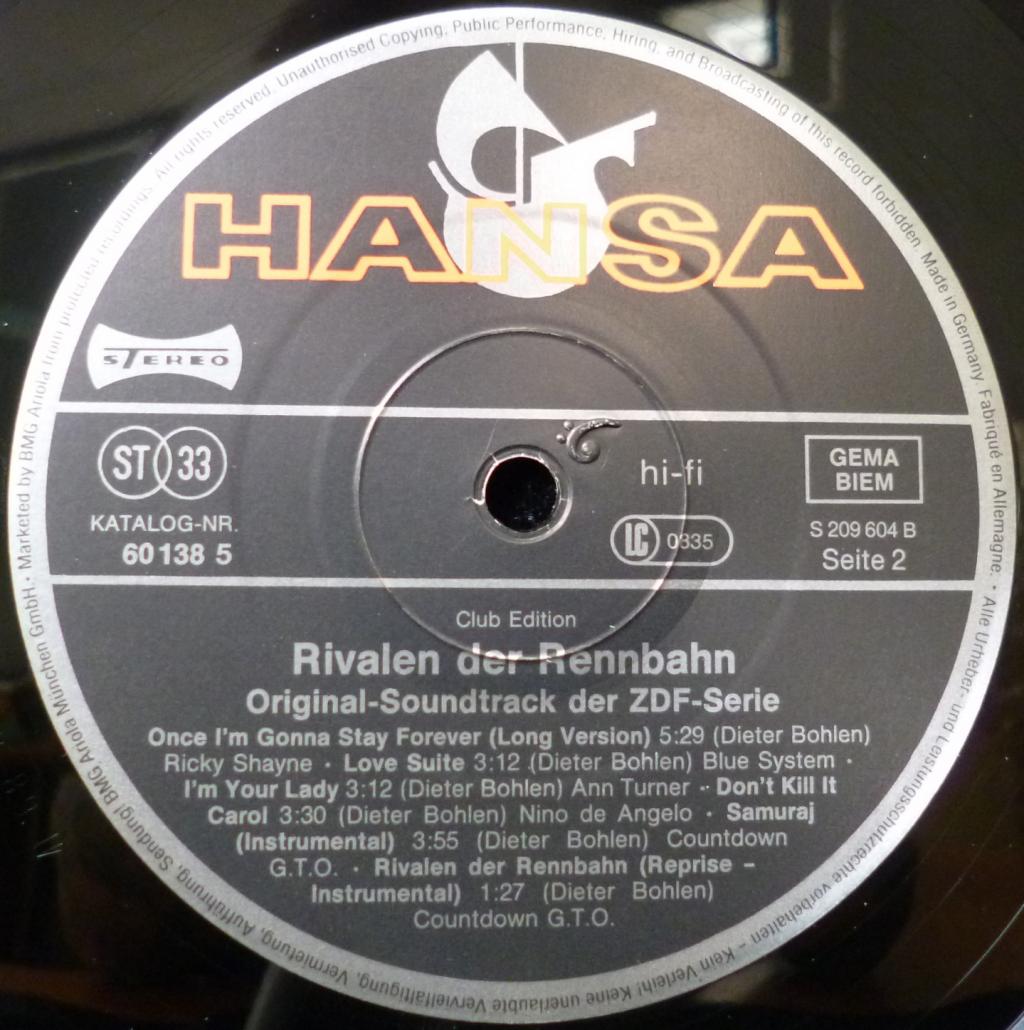 All rights reserved. Unauthorised Copying, Public Performance, Hiring, and Broadcasting of this record forbidden. Made in Germany. Fabriqué en Allemagne. • Alle Urheber- und Leistungsschutzrechte vorbehalten – Kein Verleih! Keine unerlaubte Vervielfältigung, Vermietung, Aufführung, Sendung! BMG Ariola München GmbH. • Marketed by BMG Ariola from protected recordings.
HANSA
STEREO
ST 33
KATALOG-NR.
60 138 5
hi-fi
LC 0335
GEMA
BIEM
S 209 604 B
Seite 2
Club Edition
Rivalen der Rennbahn
Original-Soundtrack der ZDF-Serie
Once I'm Gonna Stay Forever (Long Version) 5:29 (Dieter Bohlen)
Ricky Shayne · Love Suite 3:12 (Dieter Bohlen) Blue System ·
I'm Your Lady 3:12 (Dieter Bohlen) Ann Turner ·· Don't Kill It
Carol 3:30 (Dieter Bohlen) Nino de Angelo · Samuraj
(Instrumental) 3:55 (Dieter Bohlen) Countdown
G.T.O. · Rivalen der Rennbahn (Reprise –
Instrumental) 1:27 (Dieter Bohlen)
Countdown G.T.O.